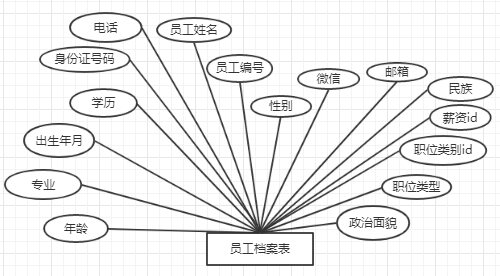 电话
员工姓名
身份证号码
员工编号
微信
邮箱
民族
学历
性别
薪资id
出生年月
职位类别id
专业
职位类型
年龄
政治面貌
员工档案表